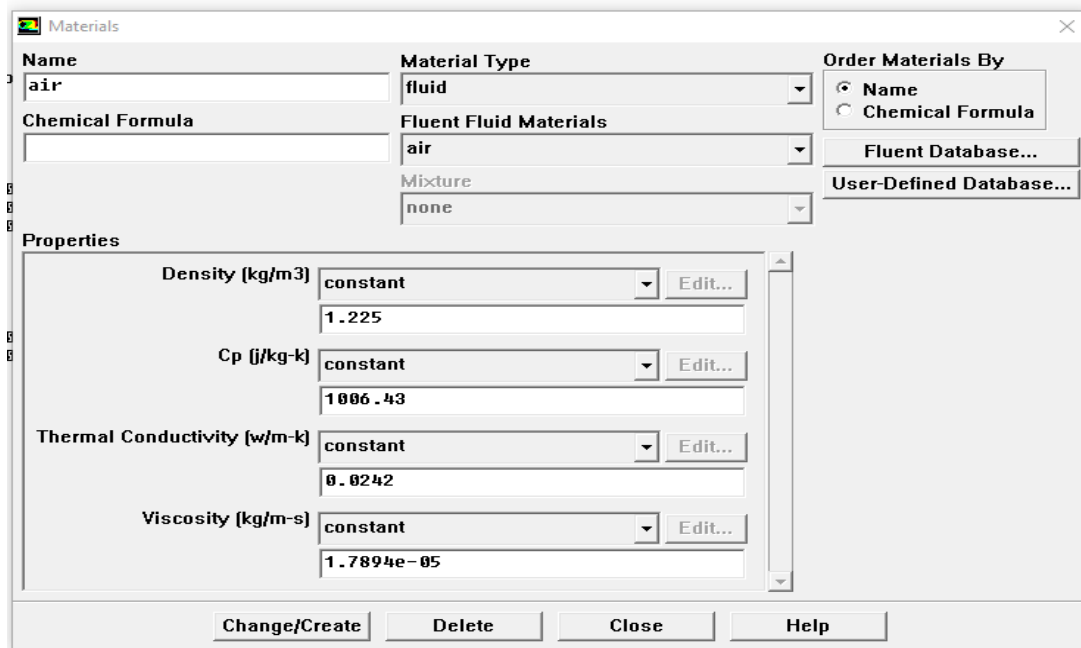 Materials
Name
air
Chemical Formula
Material Type
fluid
Fluent Fluid Materials
air
Mixture
none
Order Materials By
Name
Chemical Formula
Fluent Database...
User-Defined Database...
Properties
Density (kg/m3)
constant
Edit...
1.225
Cp (j/kg-k)
constant
Edit...
1006.43
Thermal Conductivity (w/m-k)
constant
Edit...
0.0242
Viscosity (kg/m-s)
constant
Edit...
1.7894e-05
Change/Create
Delete
Close
Help